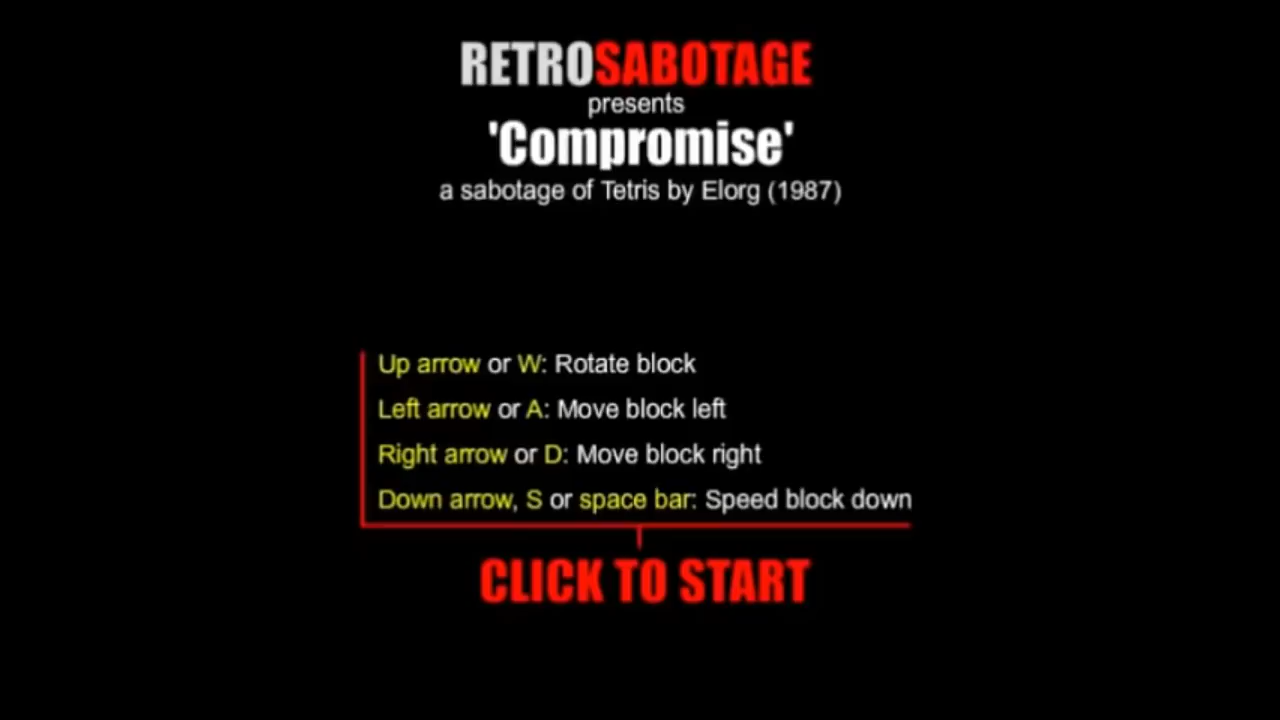 RETROSABOTAGE
presents
'Compromise'
a sabotage of Tetris by Elorg (1987)
Up arrow or W: Rotate block
Left arrow or A: Move block left
Right arrow or D: Move block right
Down arrow, S or space bar: Speed block down
CLICK TO START